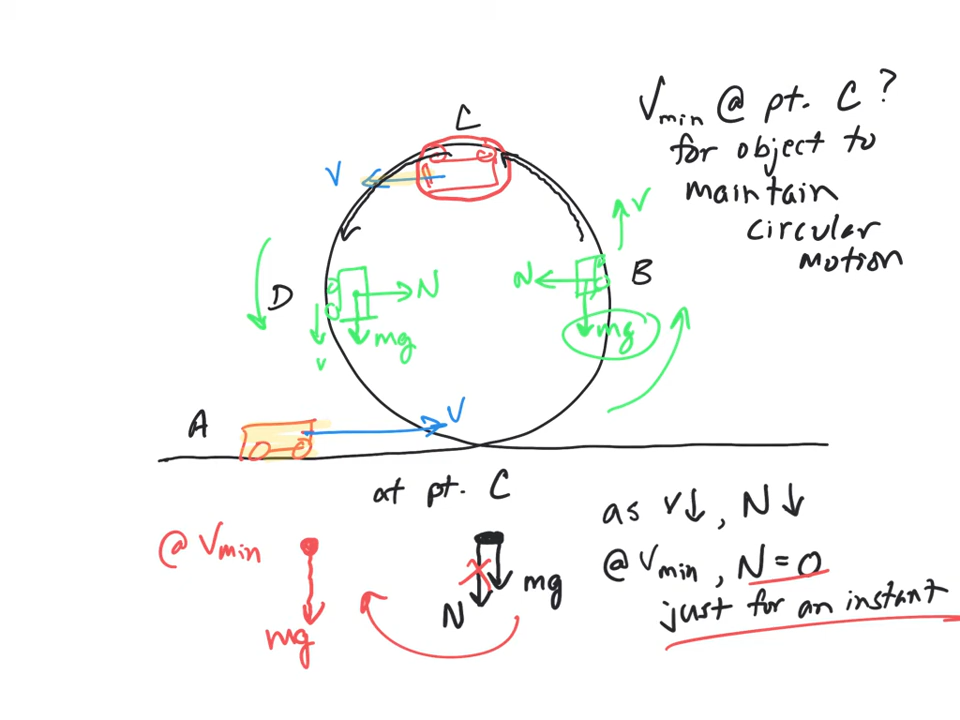 Vmin @ pt. C?
for object to
maintain
circular
motion
C
V
V
N
B
mg
D
N
mg
v
A
V
at pt. C
@ Vmin
mg
N
mg
as v↓, N↓
@ Vmin, N = 0
just for an instant